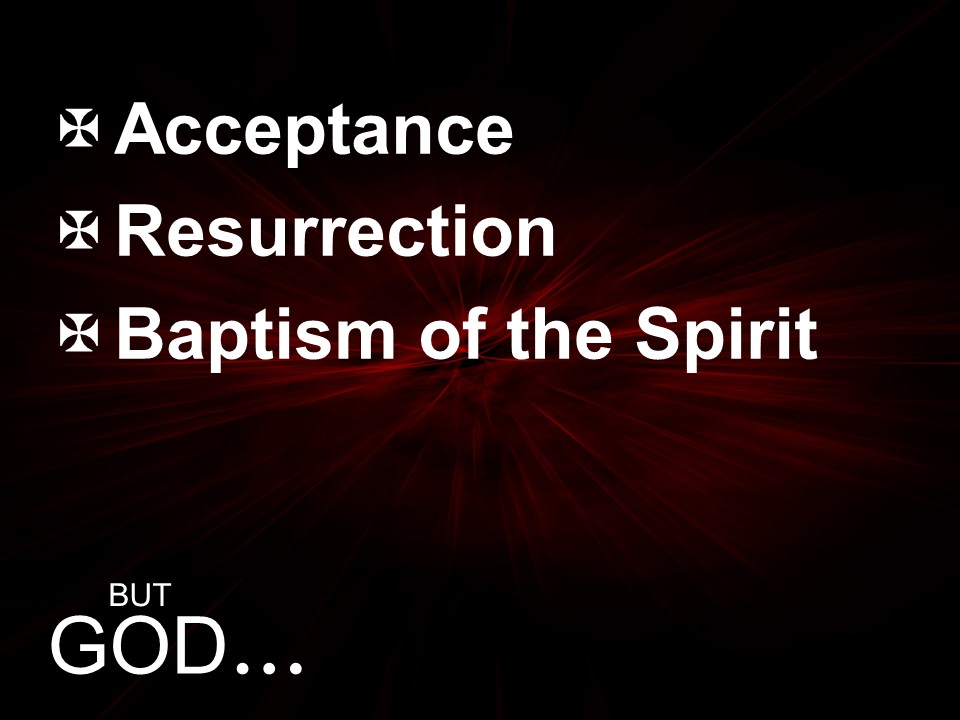 ✠ Acceptance
✠ Resurrection
✠ Baptism of the Spirit
BUT
GOD...